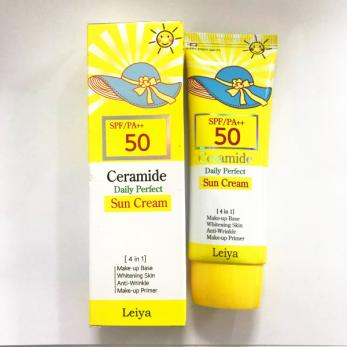 SPF/PA++
50
Ceramide
Daily Perfect
Sun Cream
[ 4 in 1 ]
Make-up Base
Whitening Skin
Anti-Wrinkle
Make-up Primer
Leiya
SPF/PA++
50
Ceramide
Daily Perfect
Sun Cream
[ 4 in 1 ]
Make-up Base
Whitening Skin
Anti-Wrinkle
Make-up Primer
Leiya